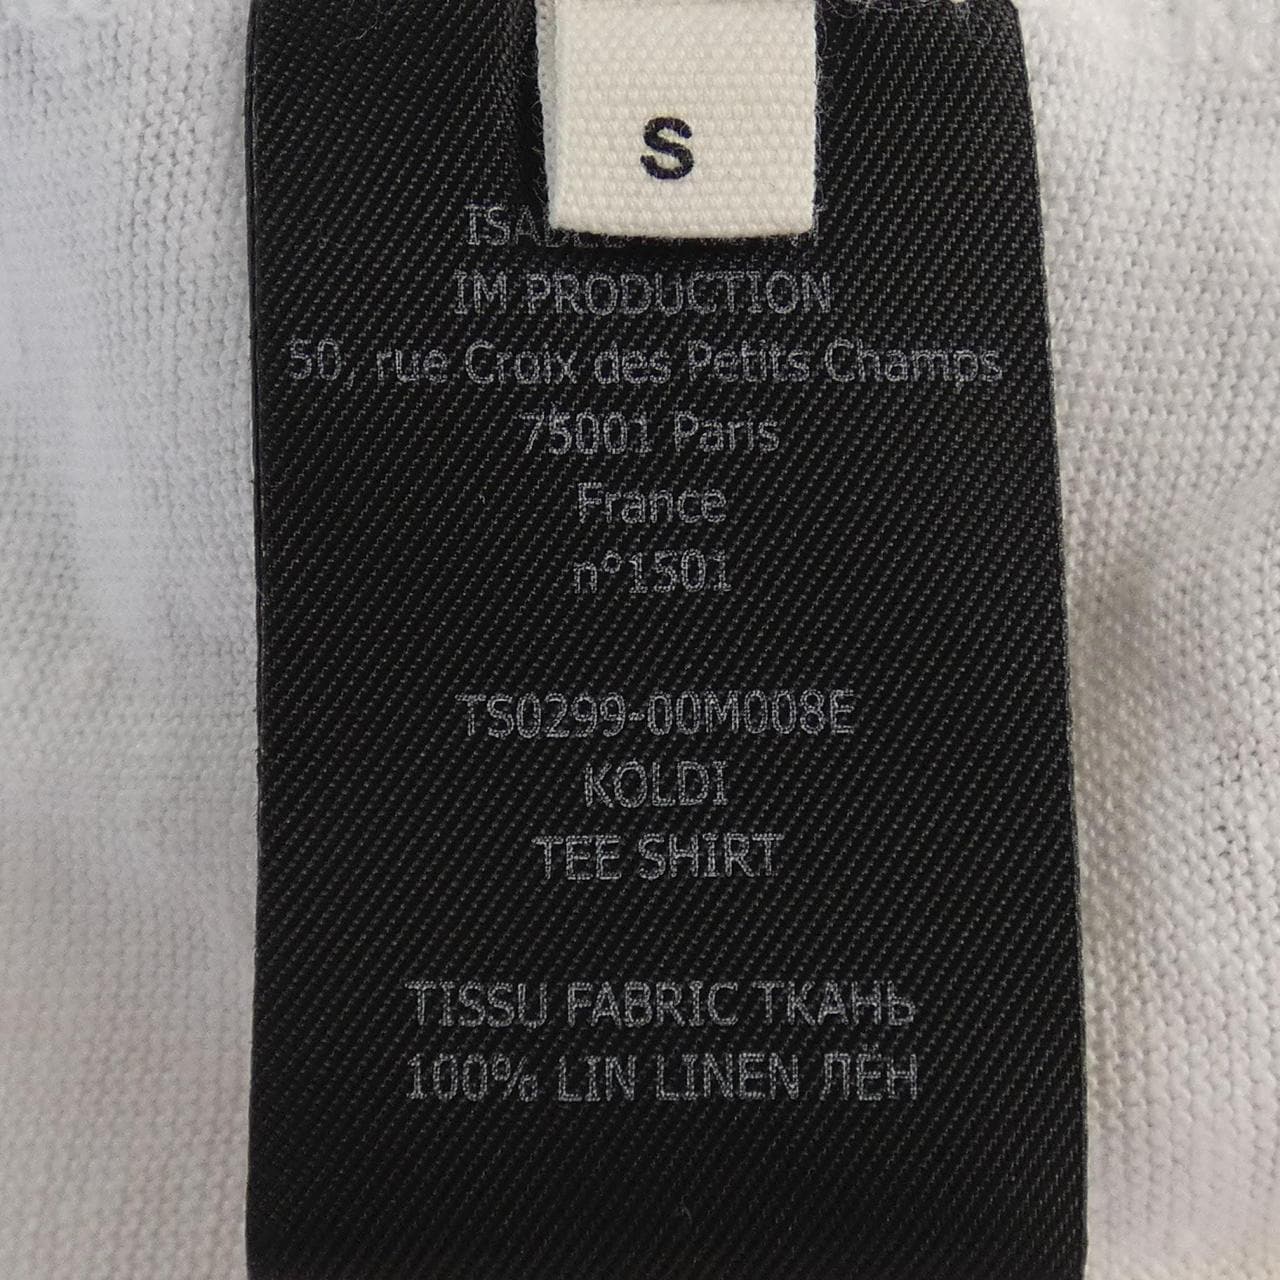 S
IM PRODUCTION
50, rue Croix des Petits Champs
75001 Paris
France
n°1501
TS0299-00M008E
KOLDI
TEE SHIRT
TISSU FABRIC ТКАНЬ
100% LIN LINEN ЛЁН